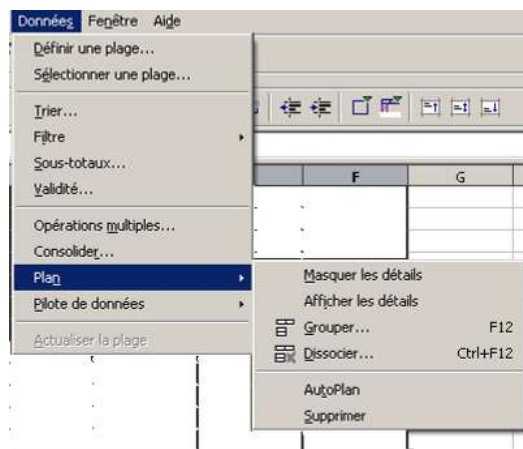 Données Fenêtre Aide
Définir une plage...
Sélectionner une plage...
Trier...
Filtre
Sous-totaux...
Validité...
F G
Opérations multiples...
Consolider...
Plan
Masquer les détails
Pilote de données
Afficher les détails
Grouper... F12
Actualiser la plage
Dissocier... Ctrl+F12
AutoPlan
Supprimer